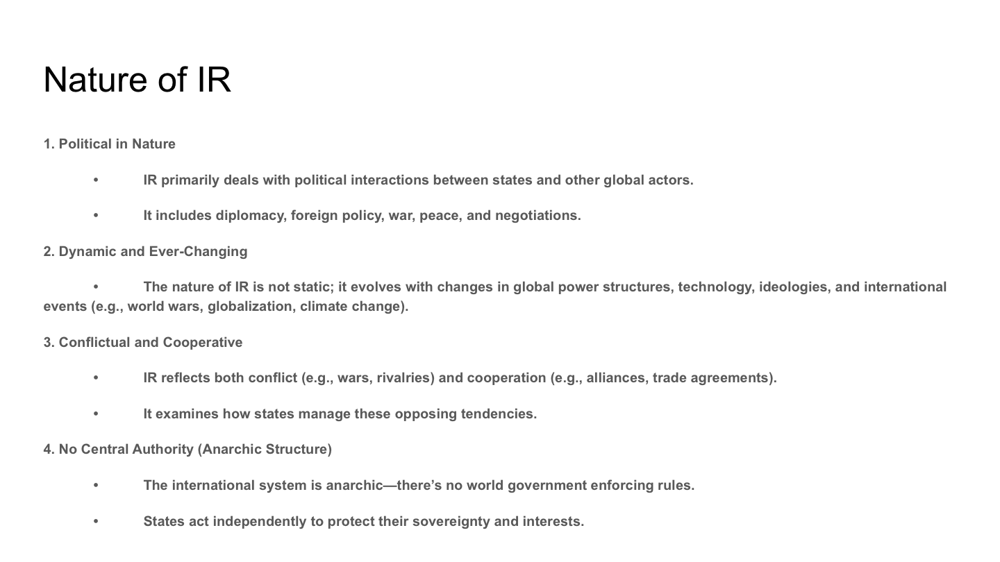 Nature of IR
1. Political in Nature
• IR primarily deals with political interactions between states and other global actors.
• It includes diplomacy, foreign policy, war, peace, and negotiations.
2. Dynamic and Ever-Changing
• The nature of IR is not static; it evolves with changes in global power structures, technology, ideologies, and international
events (e.g., world wars, globalization, climate change).
3. Conflictual and Cooperative
• IR reflects both conflict (e.g., wars, rivalries) and cooperation (e.g., alliances, trade agreements).
• It examines how states manage these opposing tendencies.
4. No Central Authority (Anarchic Structure)
• The international system is anarchic—there’s no world government enforcing rules.
• States act independently to protect their sovereignty and interests.